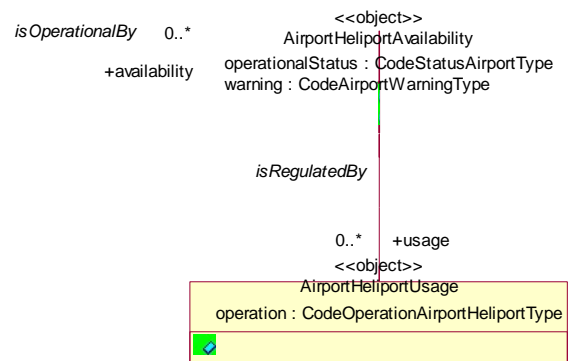 <<object>>
isOperationalBy 0..*
AirportHeliportAvailability
+availability
operationalStatus : CodeStatusAirportType
warning : CodeAirportWarningType
isRegulatedBy
0..* +usage
<<object>>
AirportHeliportUsage
operation : CodeOperationAirportHeliportType